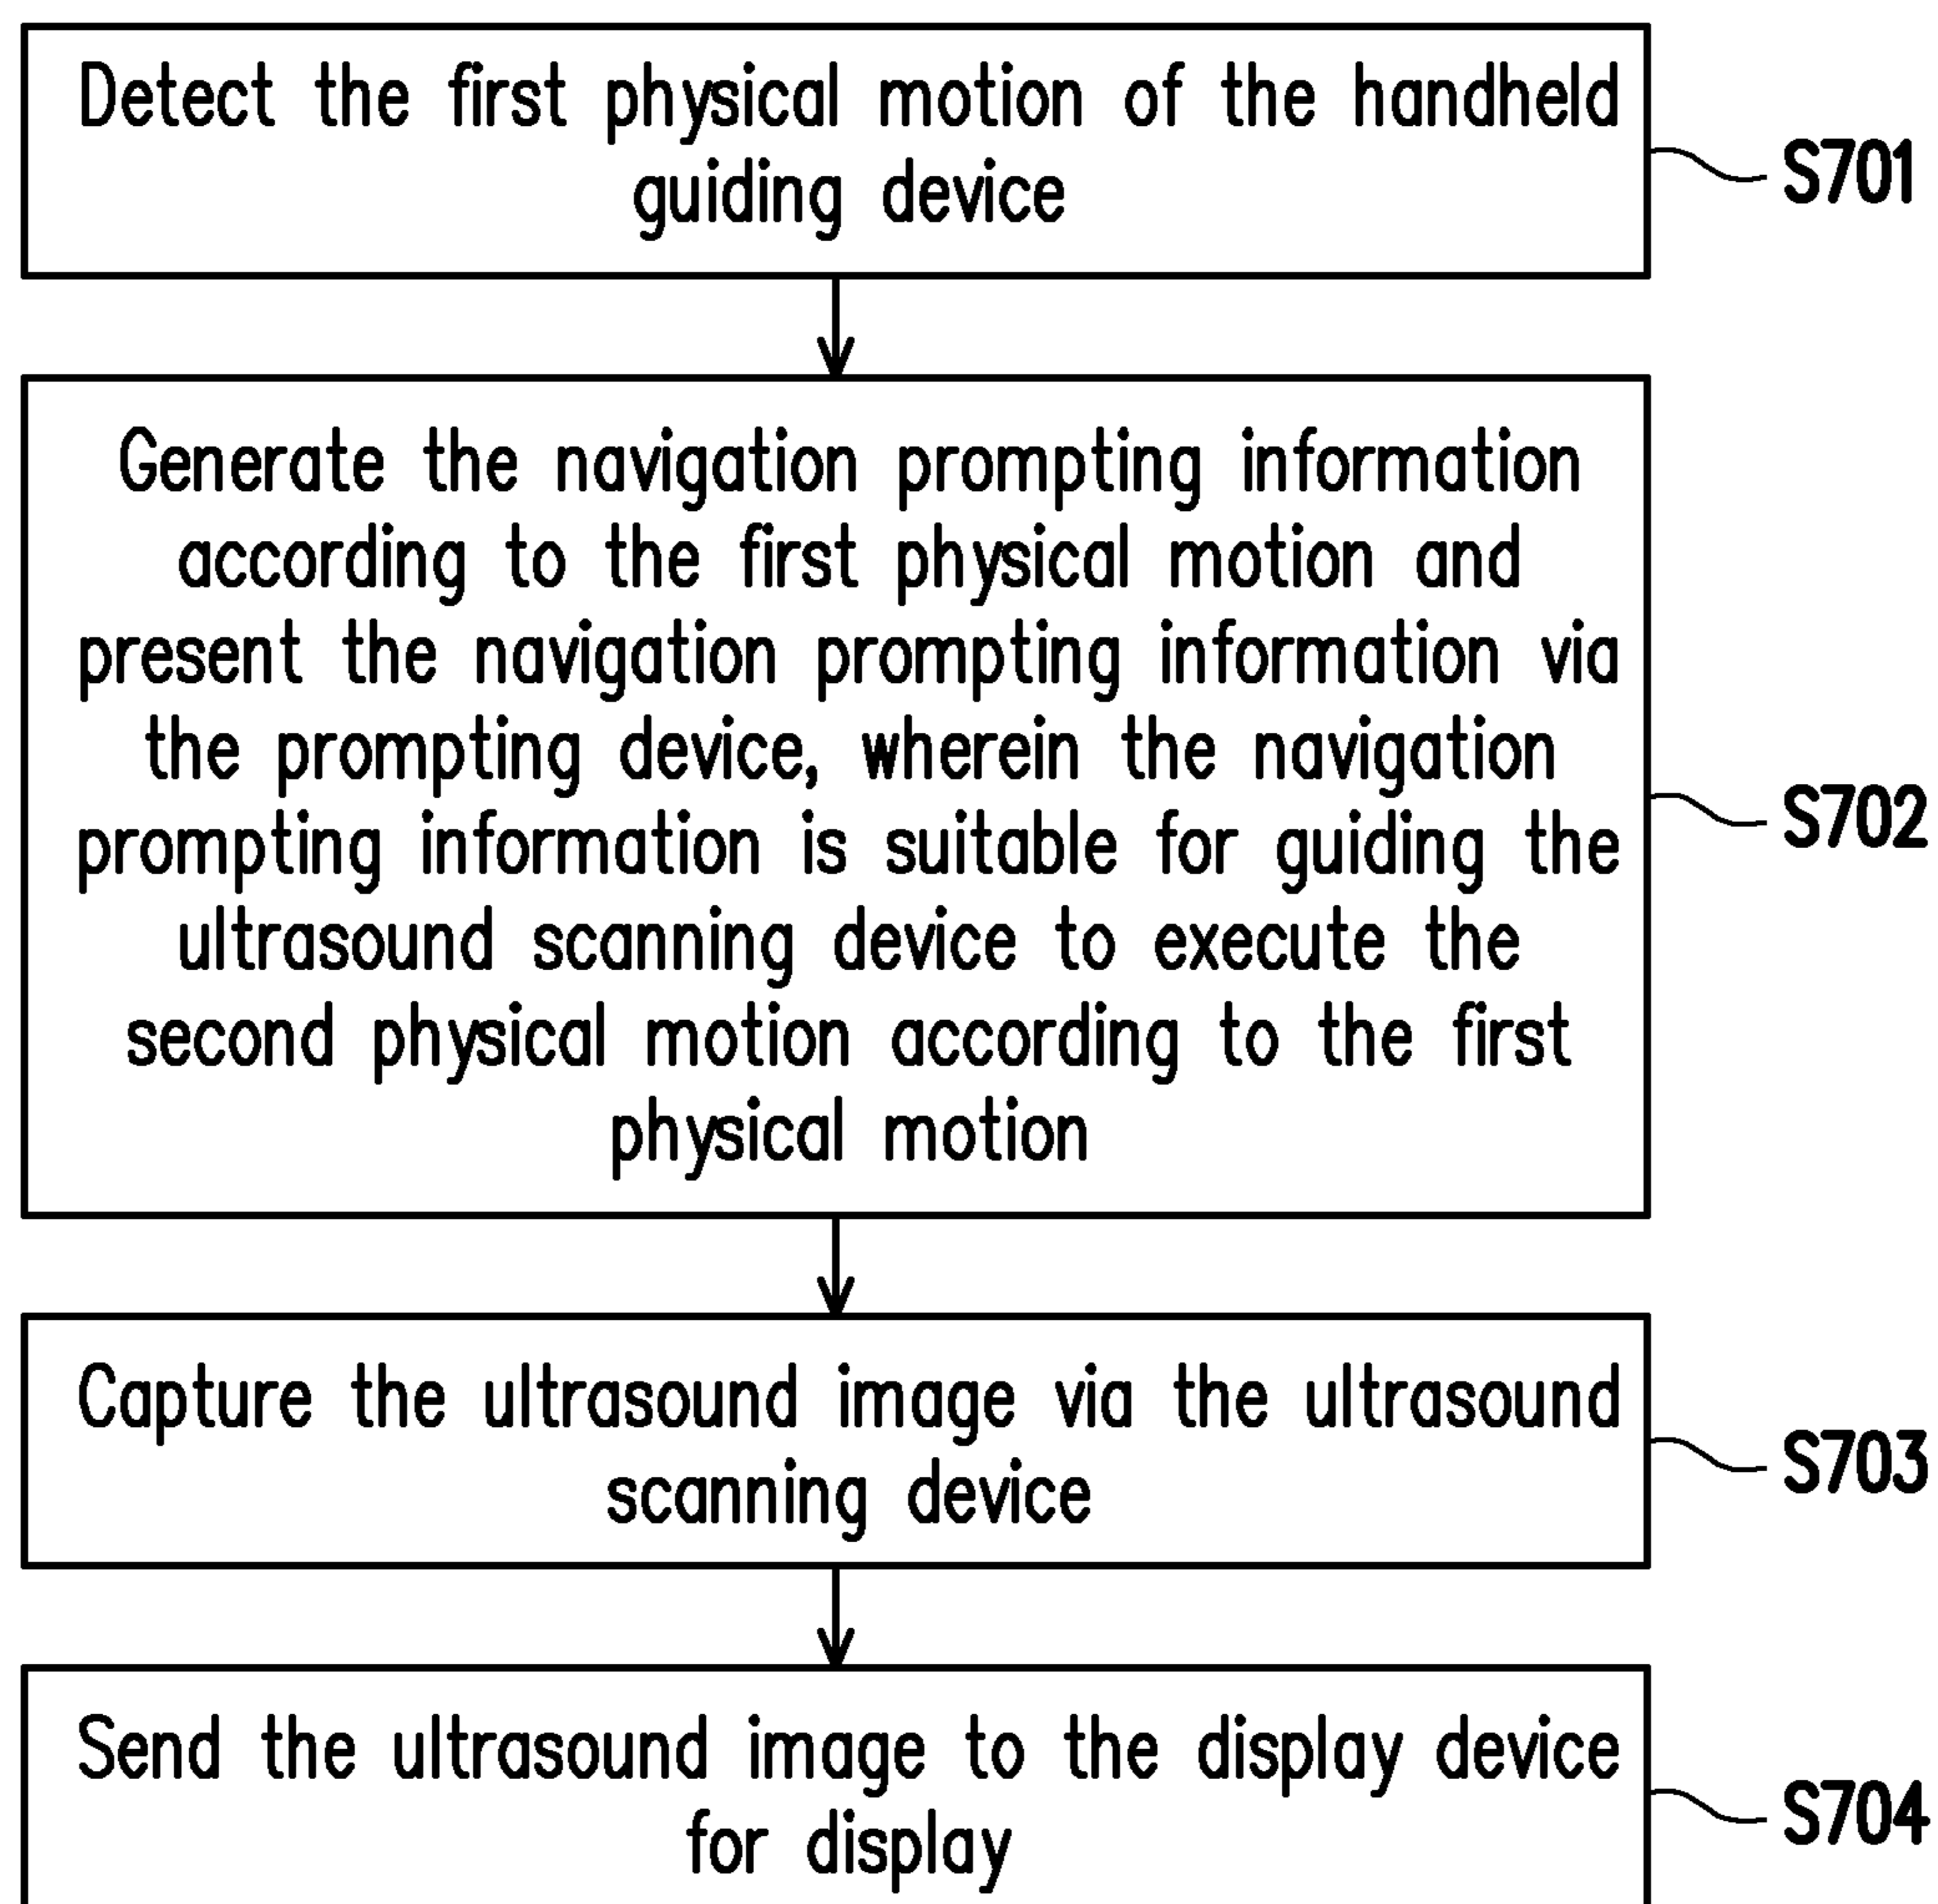 Detect the first physical motion of the handheld
guiding device
S701
Generate the navigation prompting information
according to the first physical motion and
present the navigation prompting information via
the prompting device, wherein the navigation
prompting information is suitable for guiding the
ultrasound scanning device to execute the
second physical motion according to the first
physical motion
S702
Capture the ultrasound image via the ultrasound
scanning device
S703
Send the ultrasound image to the display device
for display
S704